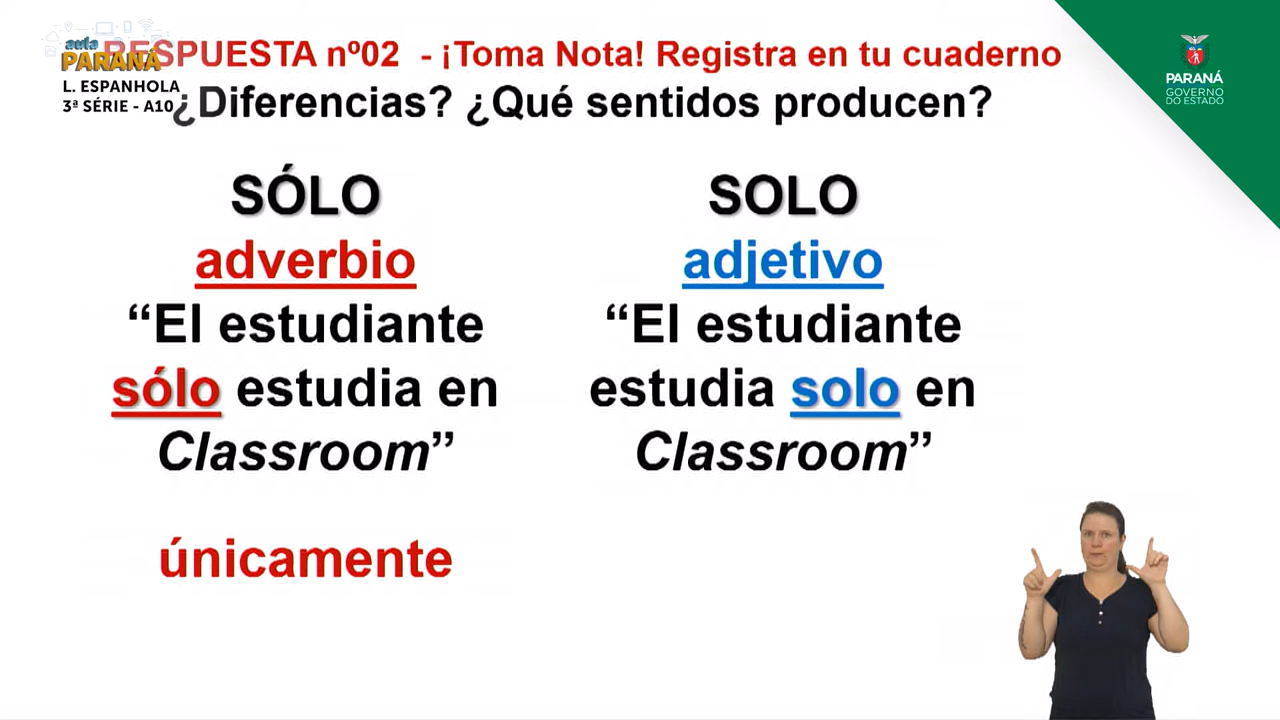 aula
PARANÁ
L. ESPANHOLA
3ª SÉRIE - A10
RESPUESTA nº02 - ¡Toma Nota! Registra en tu cuaderno
¿Diferencias? ¿Qué sentidos producen?
PARANÁ
GOVERNO
DO ESTADO
SÓLO
adverbio
“El estudiante
sólo estudia en
Classroom”
únicamente
SOLO
adjetivo
“El estudiante
estudia solo en
Classroom”